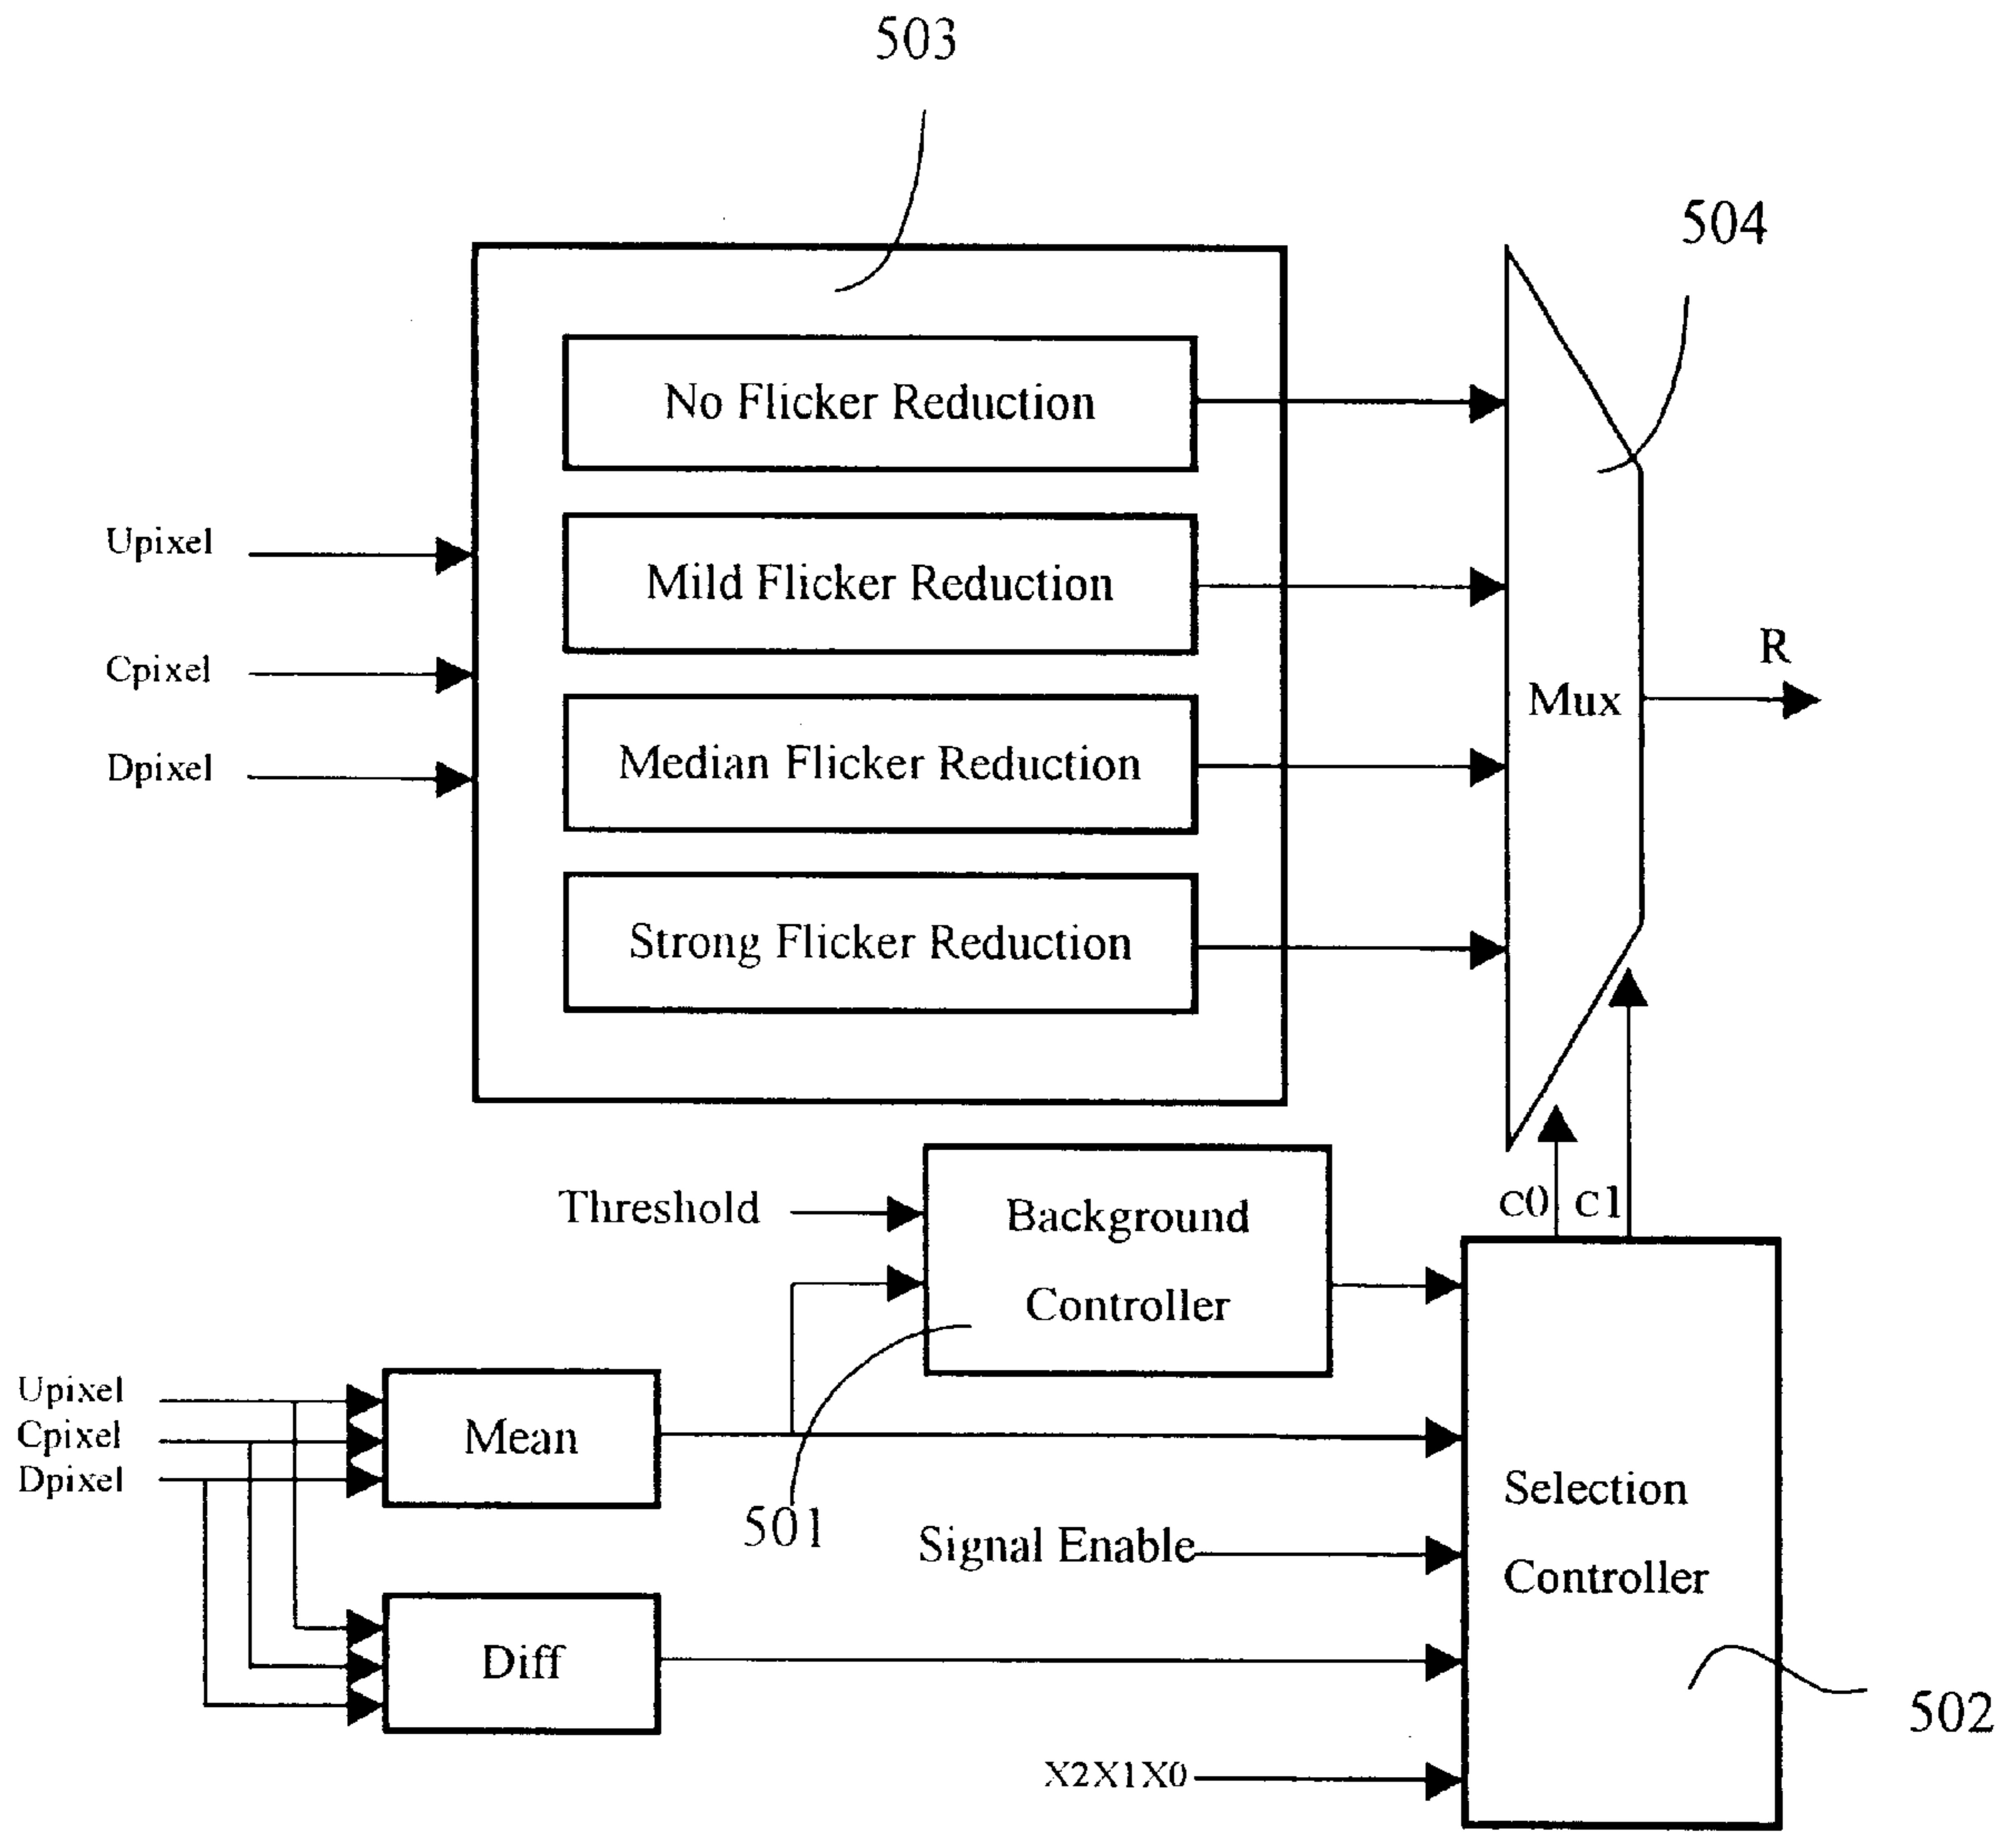 503
504
No Flicker Reduction
Upixel
Mild Flicker Reduction
Cpixel
R
Mux
Dpixel
Median Flicker Reduction
Strong Flicker Reduction
Threshold
Background
Controller
C0 C1
Upixel
Cpixel
Dpixel
Mean
501
Signal Enable
Selection
Controller
Diff
502
X2X1X0